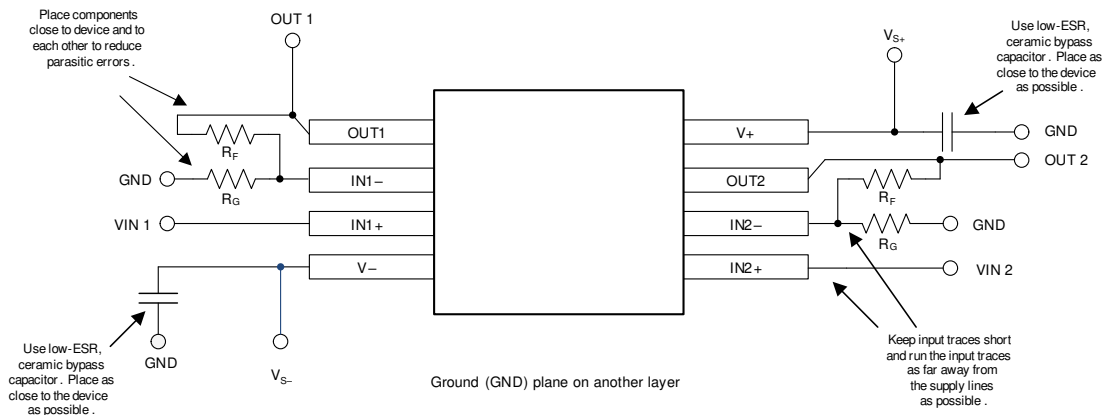 Place components
close to device and to
each other to reduce
parasitic errors .
OUT 1
VS+
Use low-ESR,
ceramic bypass
capacitor . Place as
close to the device
as possible .
OUT1
V+
GND
RF
OUT2
OUT 2
GND
RG
IN1−
RF
VIN 1
IN1+
IN2−
GND
RG
V−
IN2+
VIN 2
Use low-ESR,
ceramic bypass
capacitor . Place as
close to the device
as possible .
GND
VS−
Ground (GND) plane on another layer
Keep input traces short
and run the input traces
as far away from
the supply lines
as possible .